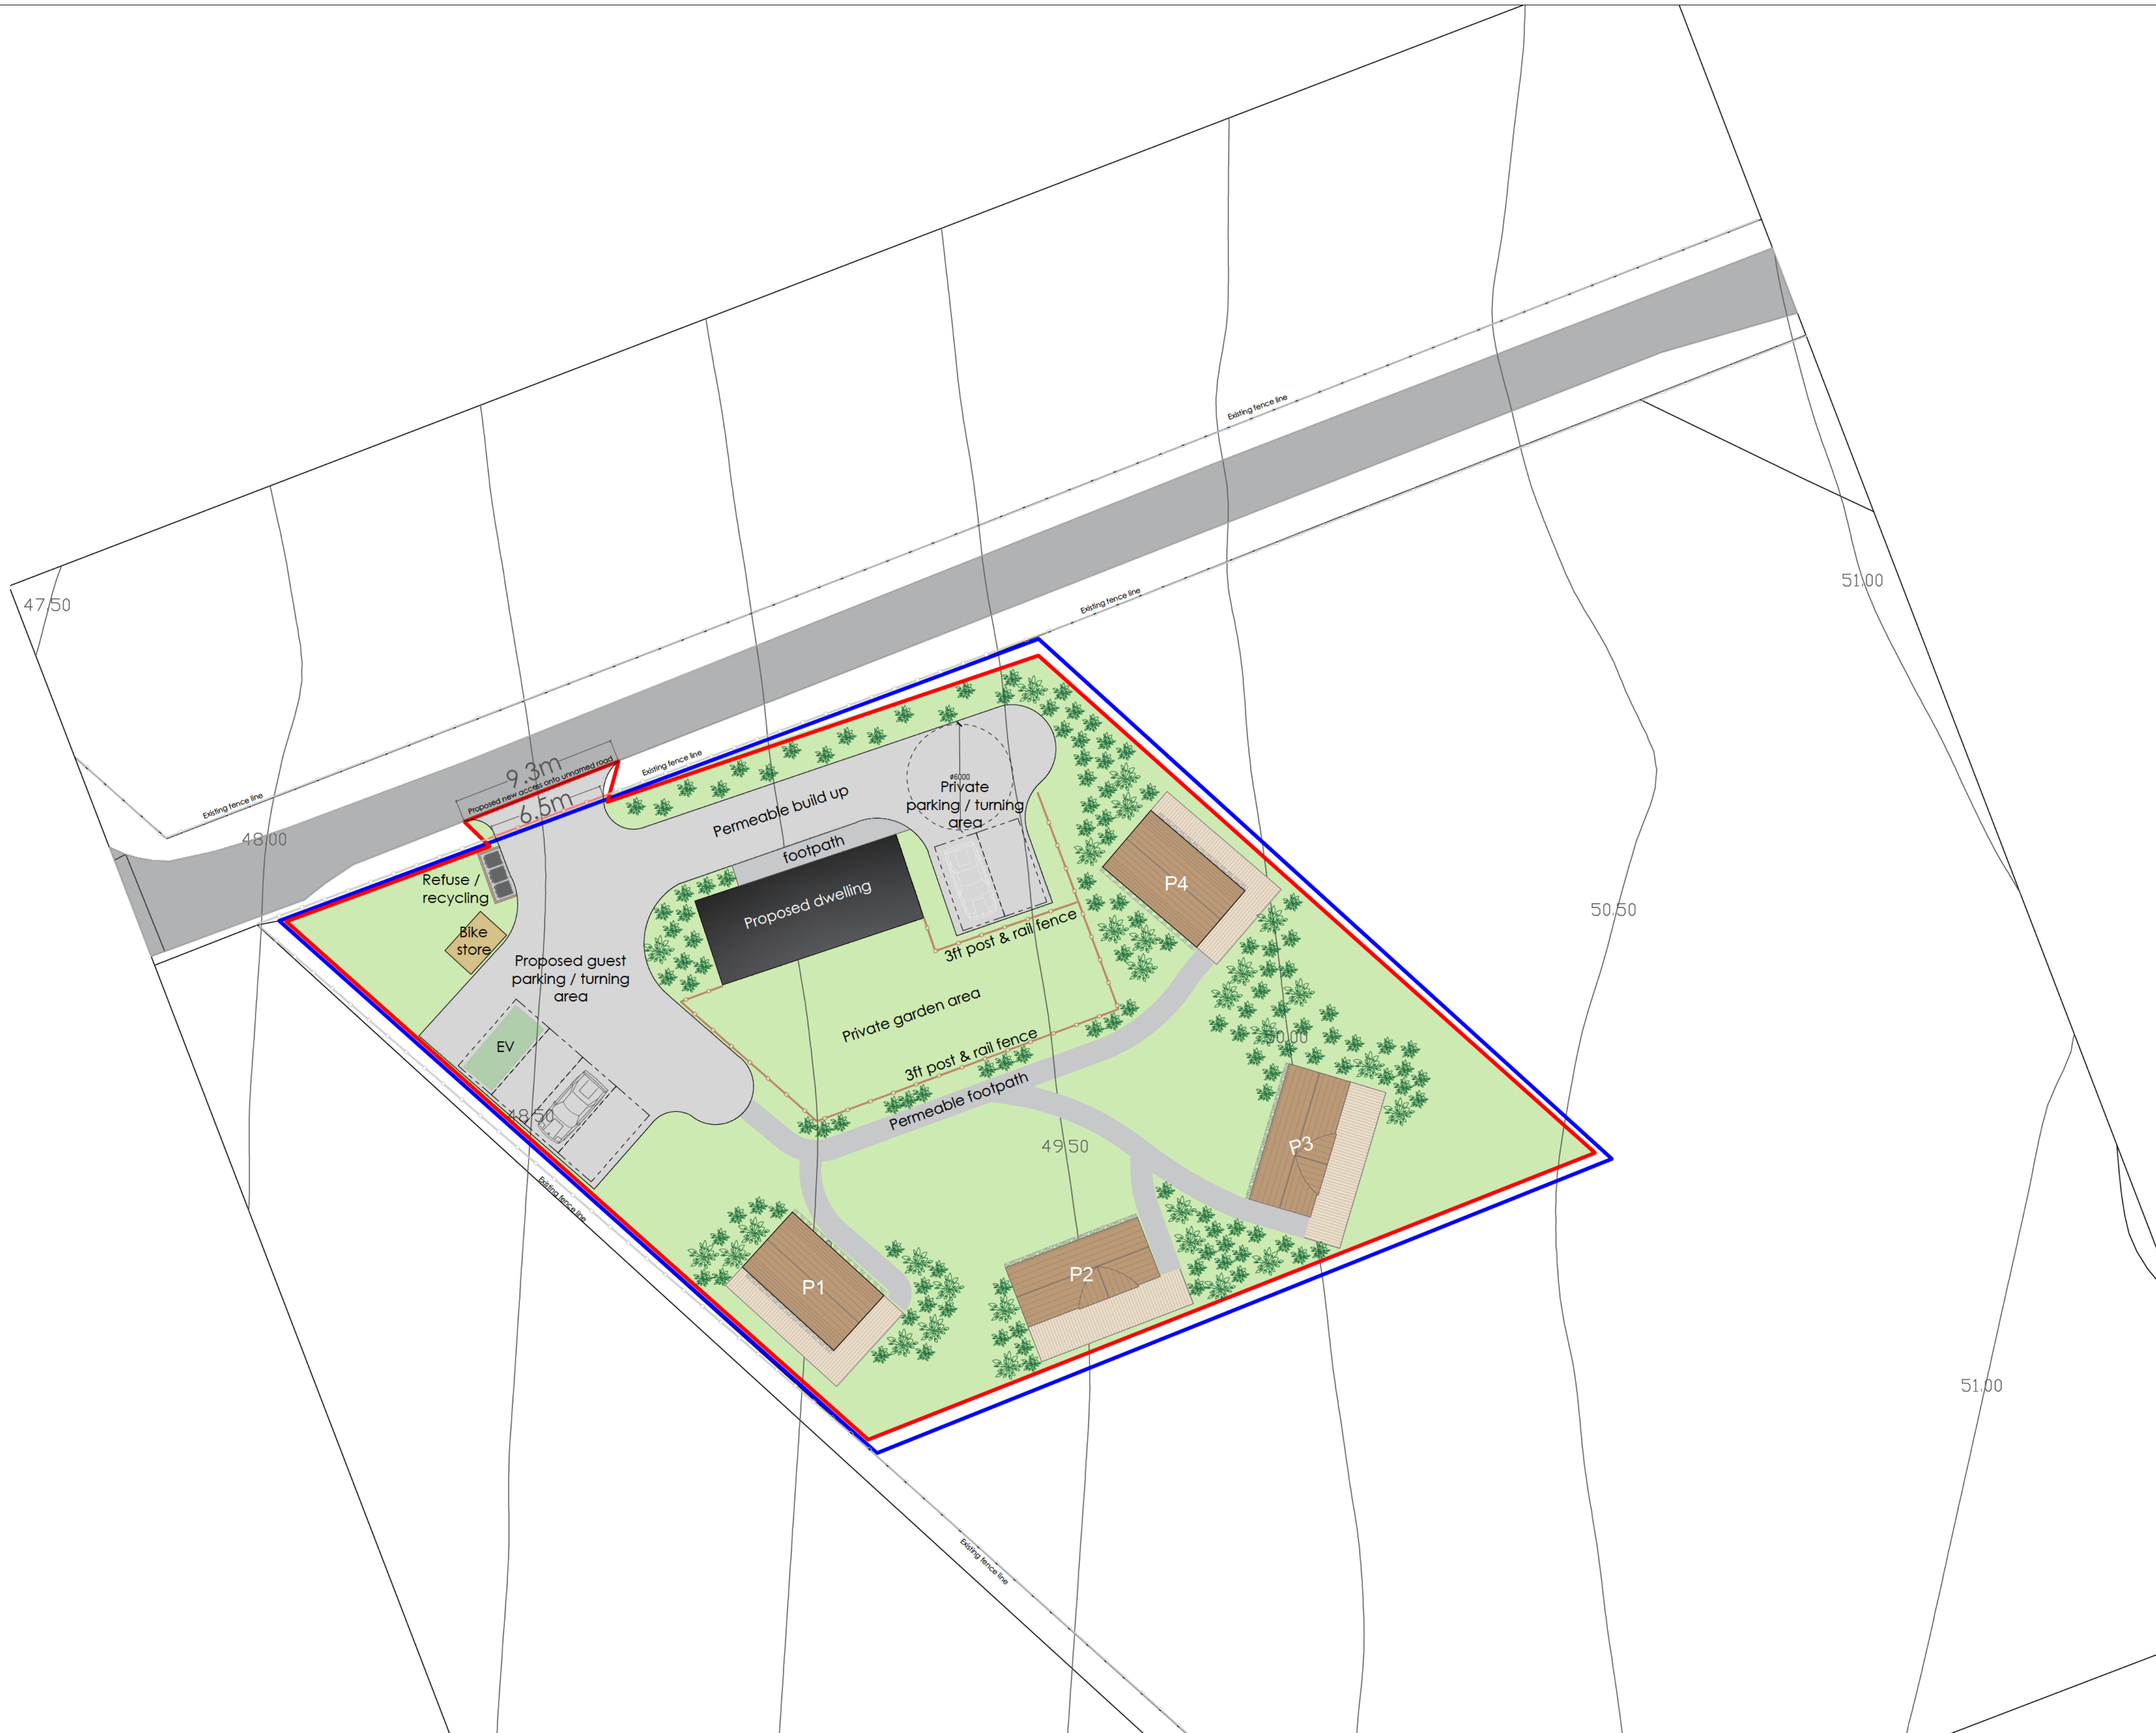 Existing fence line
51.00
47.50
Existing fence line
9.3m
Proposed new access onto unnamed road
6.5m
Existing fence line
Existing fence line
48.00
ø6000
Private
parking / turning
area
Permeable build up
footpath
Refuse /
recycling
P4
Proposed dwelling
50.50
Bike
store
3ft post & rail fence
Proposed guest
parking / turning
area
Private garden area
EV
3ft post & rail fence
50.00
Permeable footpath
48.50
49.50
P3
Existing fence line
P1
P2
51.00
Existing fence line